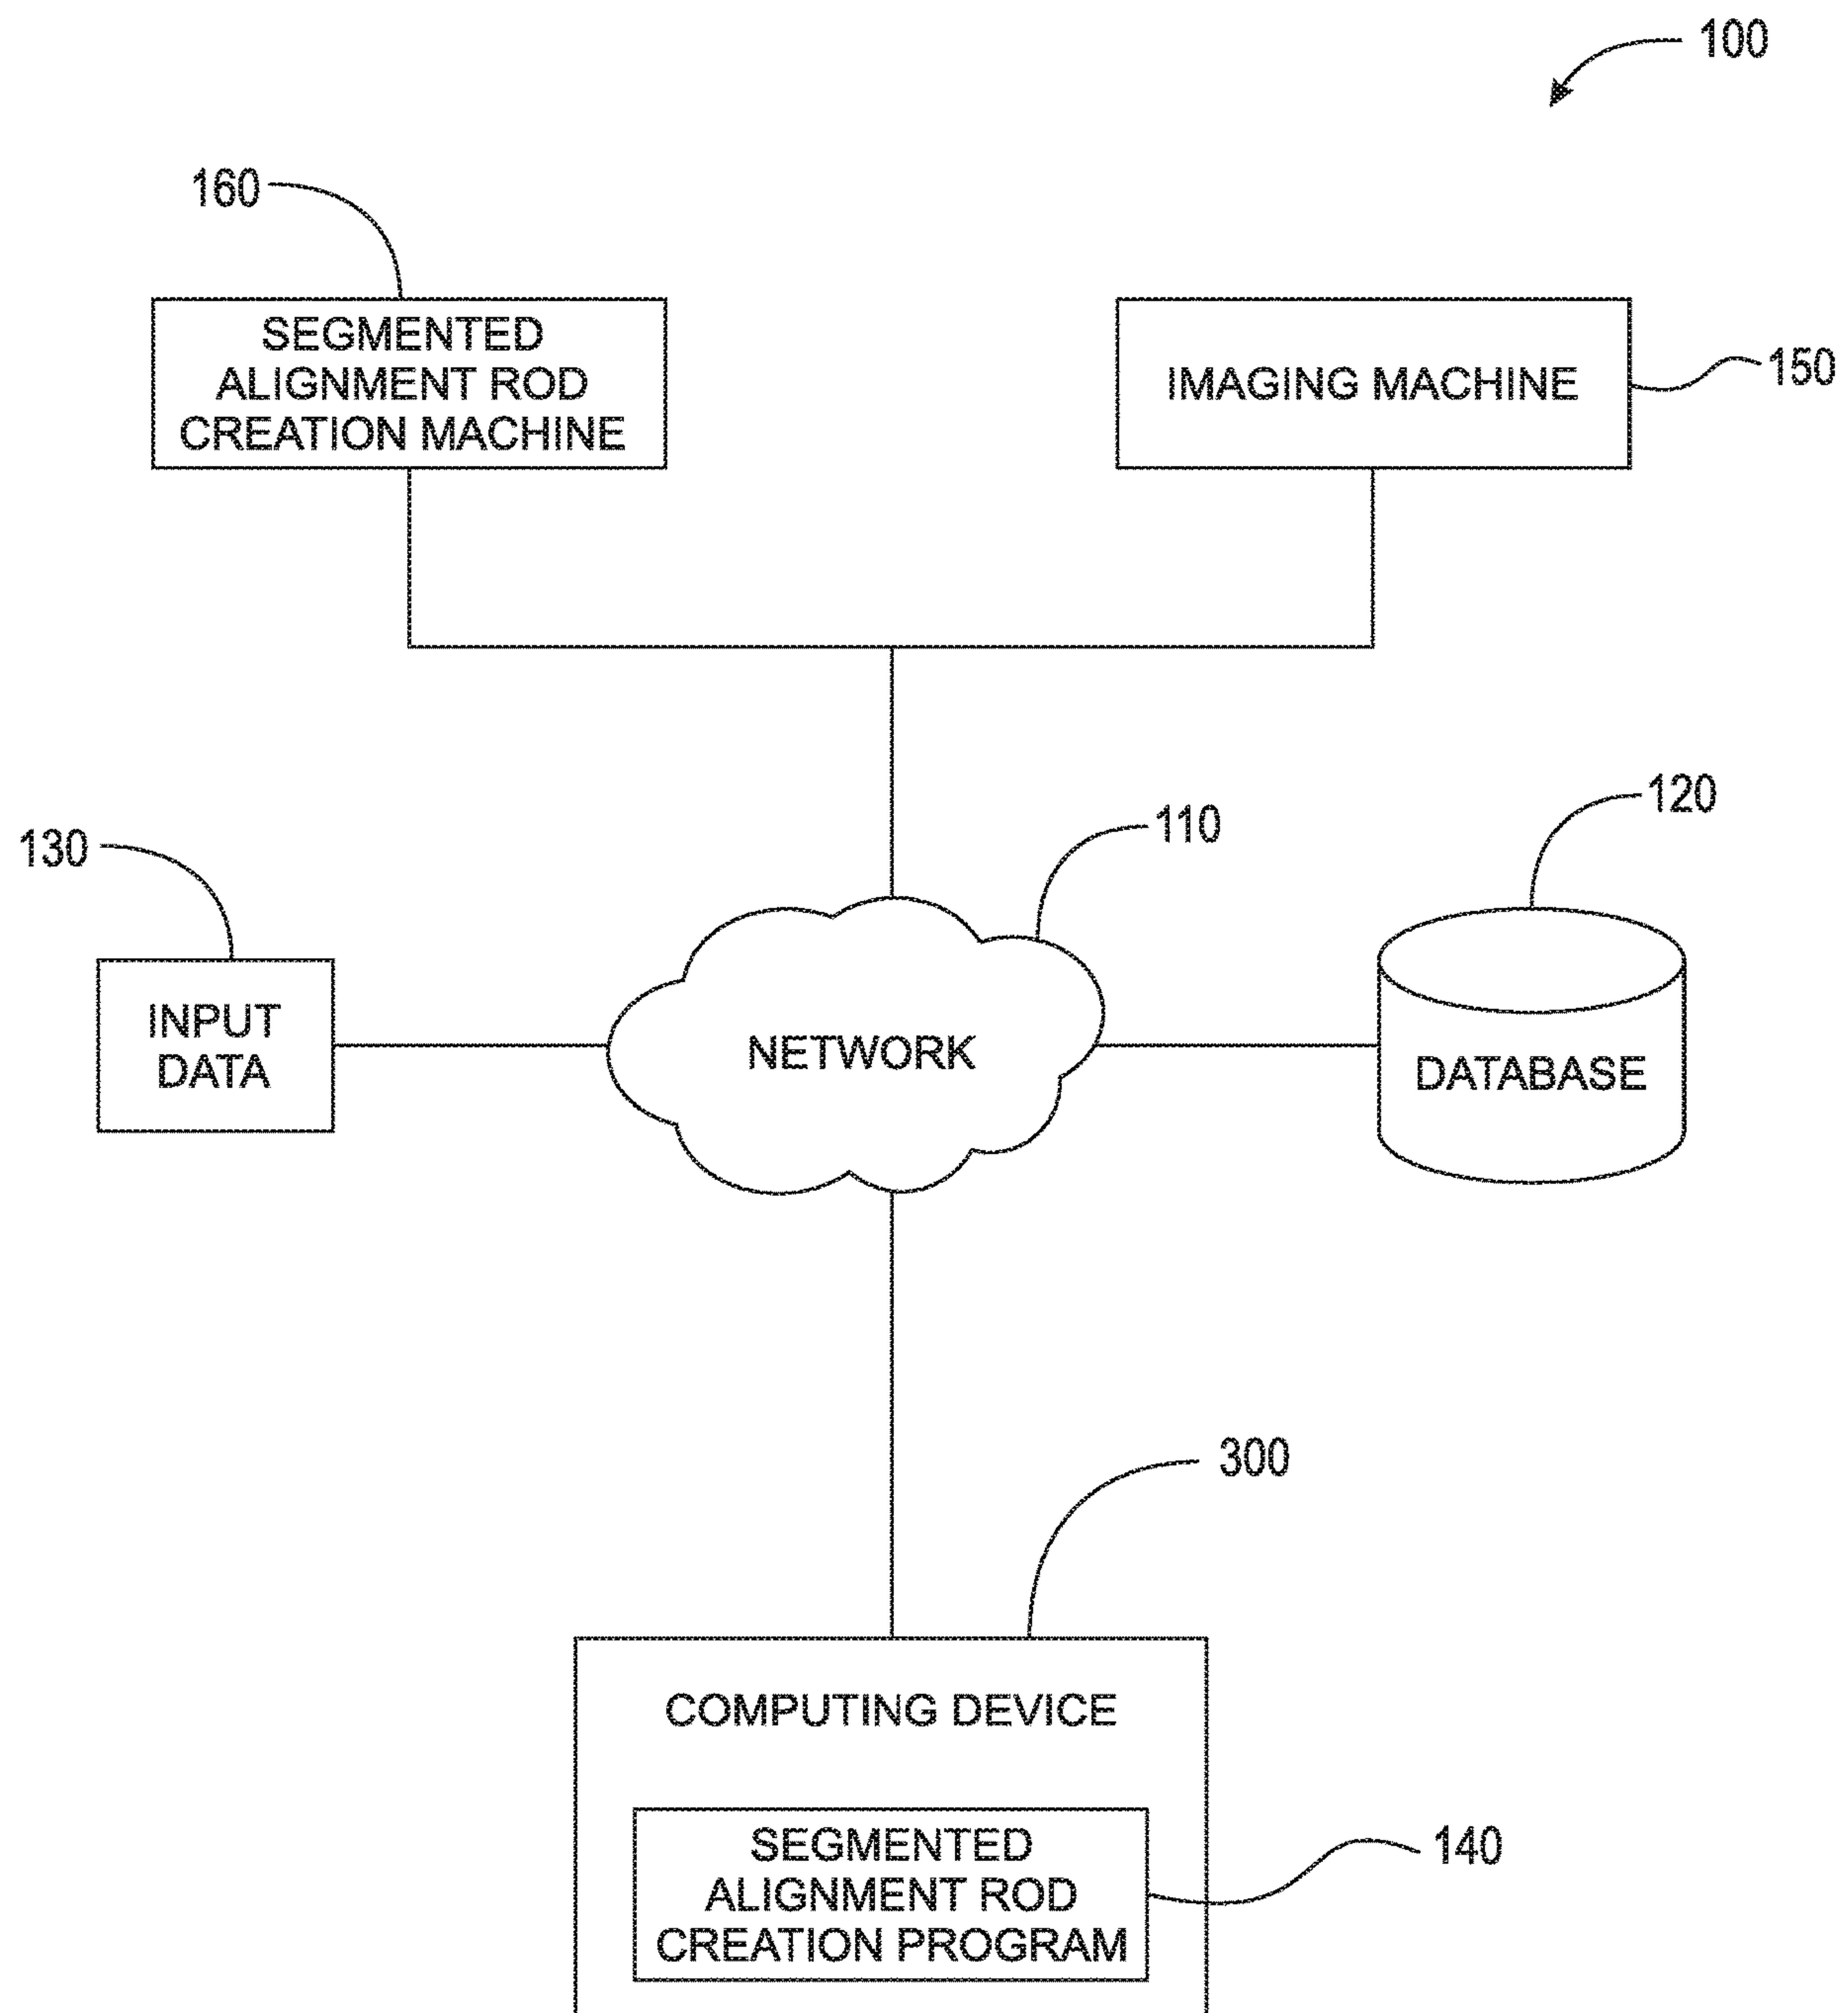 100
160
SEGMENTED
ALIGNMENT ROD
CREATION MACHINE
IMAGING MACHINE
150
130
110
120
INPUT
DATA
NETWORK
DATABASE
300
COMPUTING DEVICE
SEGMENTED
ALIGNMENT ROD
CREATION PROGRAM
140